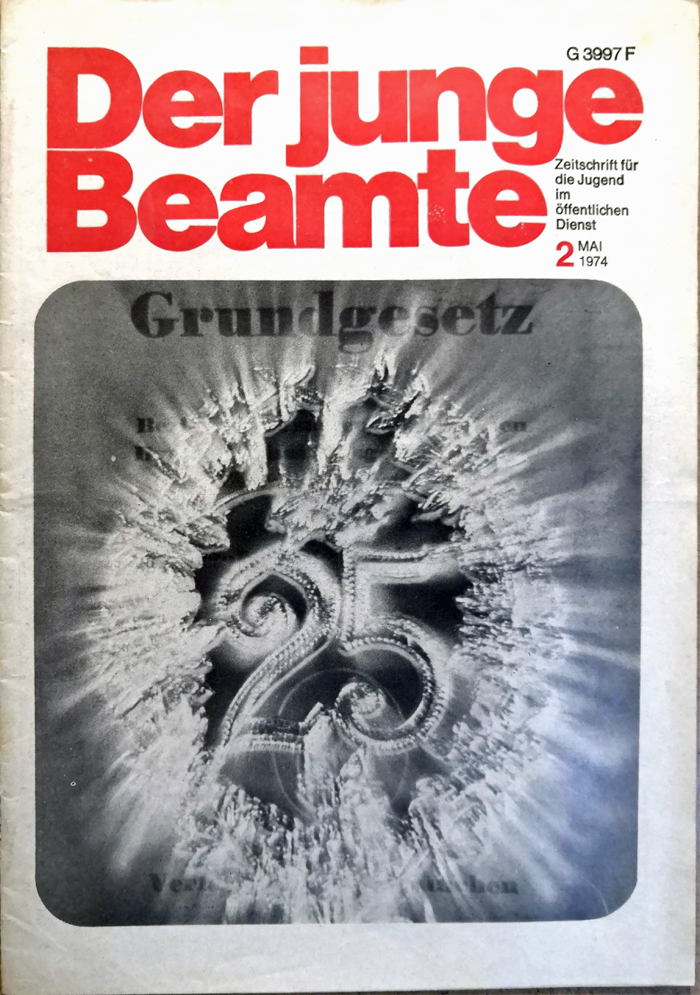 G 3997 F
Der junge
Beamte
Zeitschrift für
die Jugend
im
öffentlichen
Dienst
2 MAI
1974
Grundgesetz
25